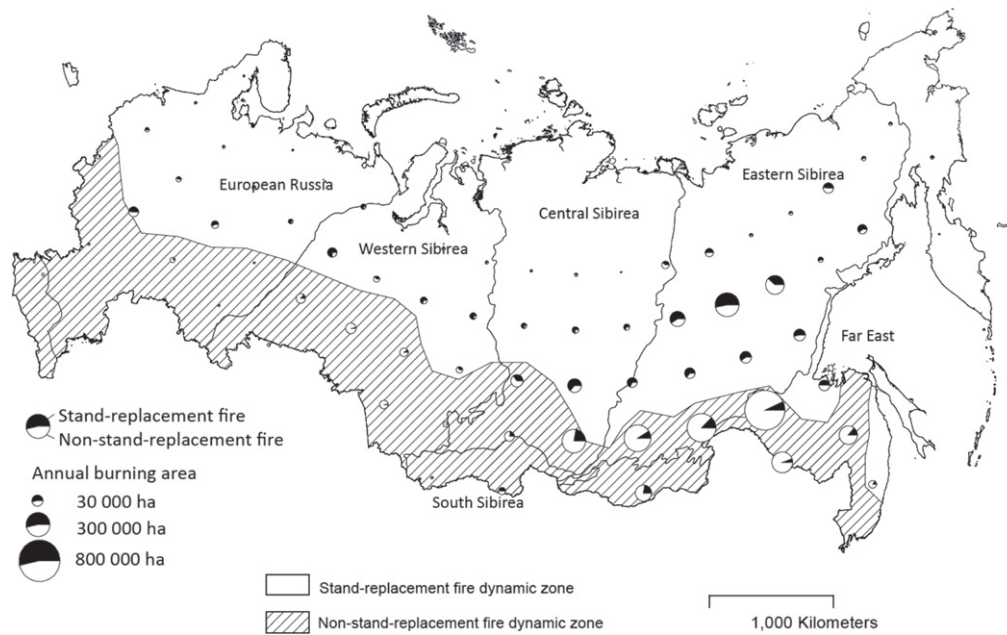 European Russia
Eastern Sibirea
Central Sibirea
Western Sibirea
Far East
South Sibirea
Stand-replacement fire
Non-stand-replacement fire
Annual burning area
30 000 ha
300 000 ha
800 000 ha
Stand-replacement fire dynamic zone
Non-stand-replacement fire dynamic zone
1,000 Kilometers